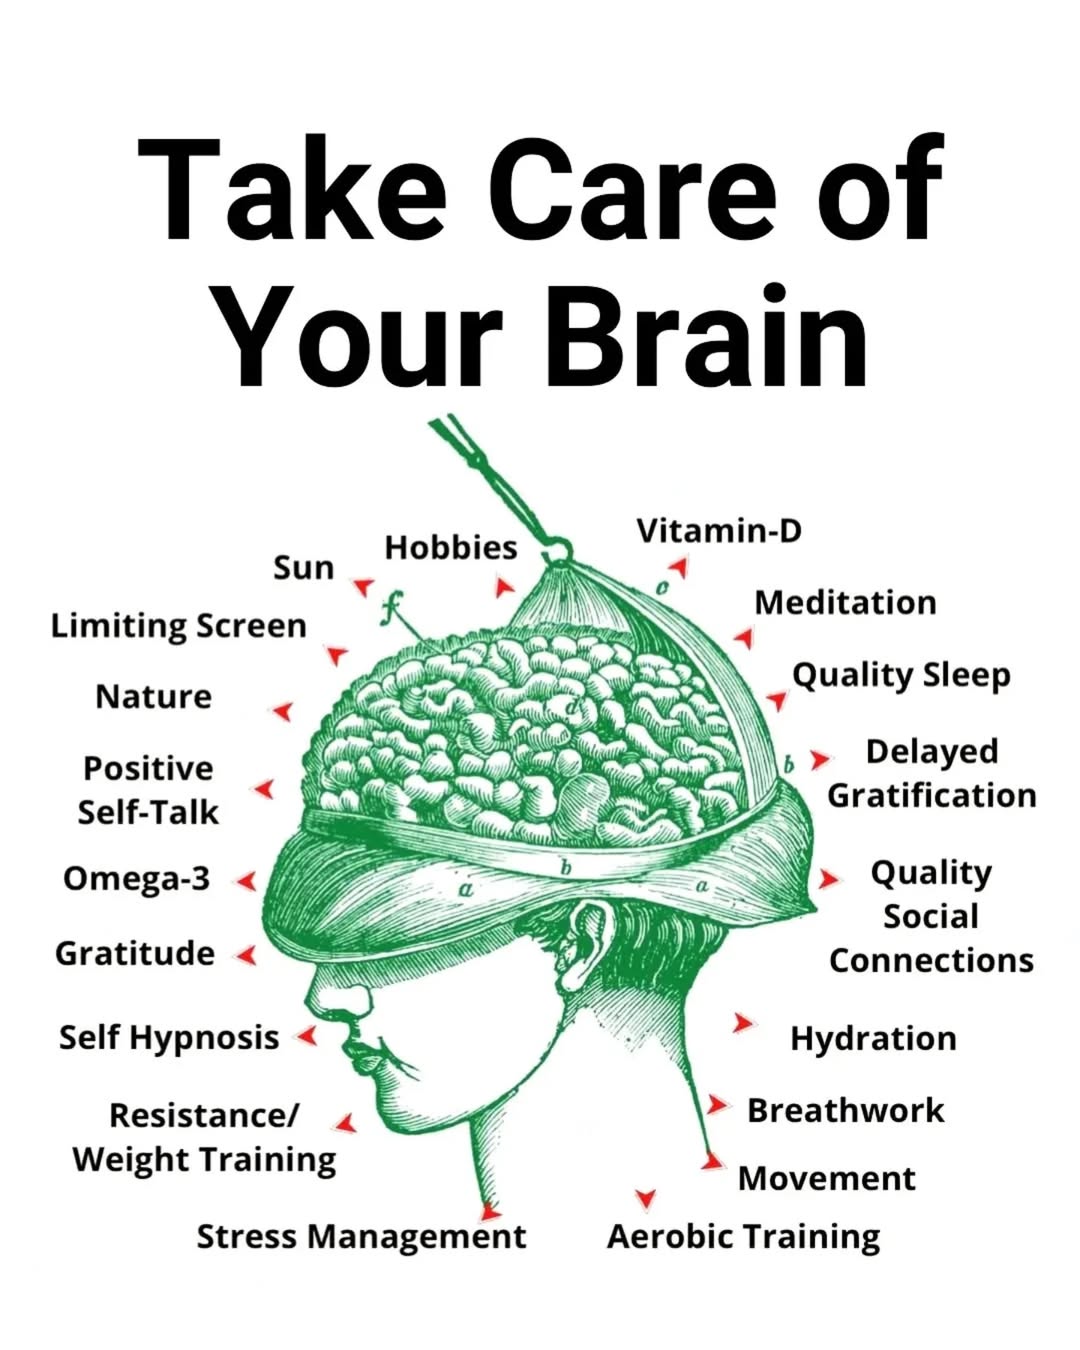 Take Care of
Your Brain
Hobbies
Vitamin-D
Sun
f
c
Limiting Screen
Meditation
Nature
Quality Sleep
d
Positive
Self-Talk
b
Delayed
Gratification
Omega-3
b
a
a
Quality
Social
Connections
Gratitude
Self Hypnosis
Hydration
Resistance/
Weight Training
Breathwork
Movement
Stress Management
Aerobic Training